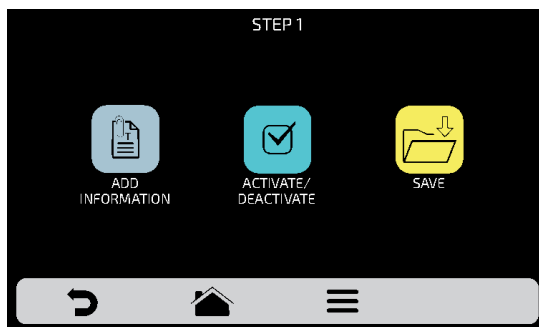 STEP 1
ADD
INFORMATION
ACTIVATE/
DEACTIVATE
SAVE